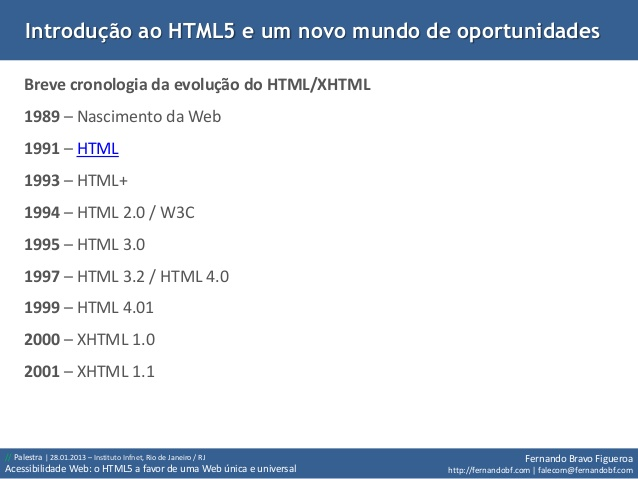 Introdução ao HTML5 e um novo mundo de oportunidades
Breve cronologia da evolução do HTML/XHTML
1989 – Nascimento da Web
1991 – HTML
1993 – HTML+
1994 – HTML 2.0 / W3C
1995 – HTML 3.0
1997 – HTML 3.2 / HTML 4.0
1999 – HTML 4.01
2000 – XHTML 1.0
2001 – XHTML 1.1
// Palestra | 28.01.2013 – Instituto Infnet, Rio de Janeiro / RJ
Acessibilidade Web: o HTML5 a favor de uma Web única e universal
Fernando Bravo Figueroa
http://fernandobf.com | falecom@fernandobf.com